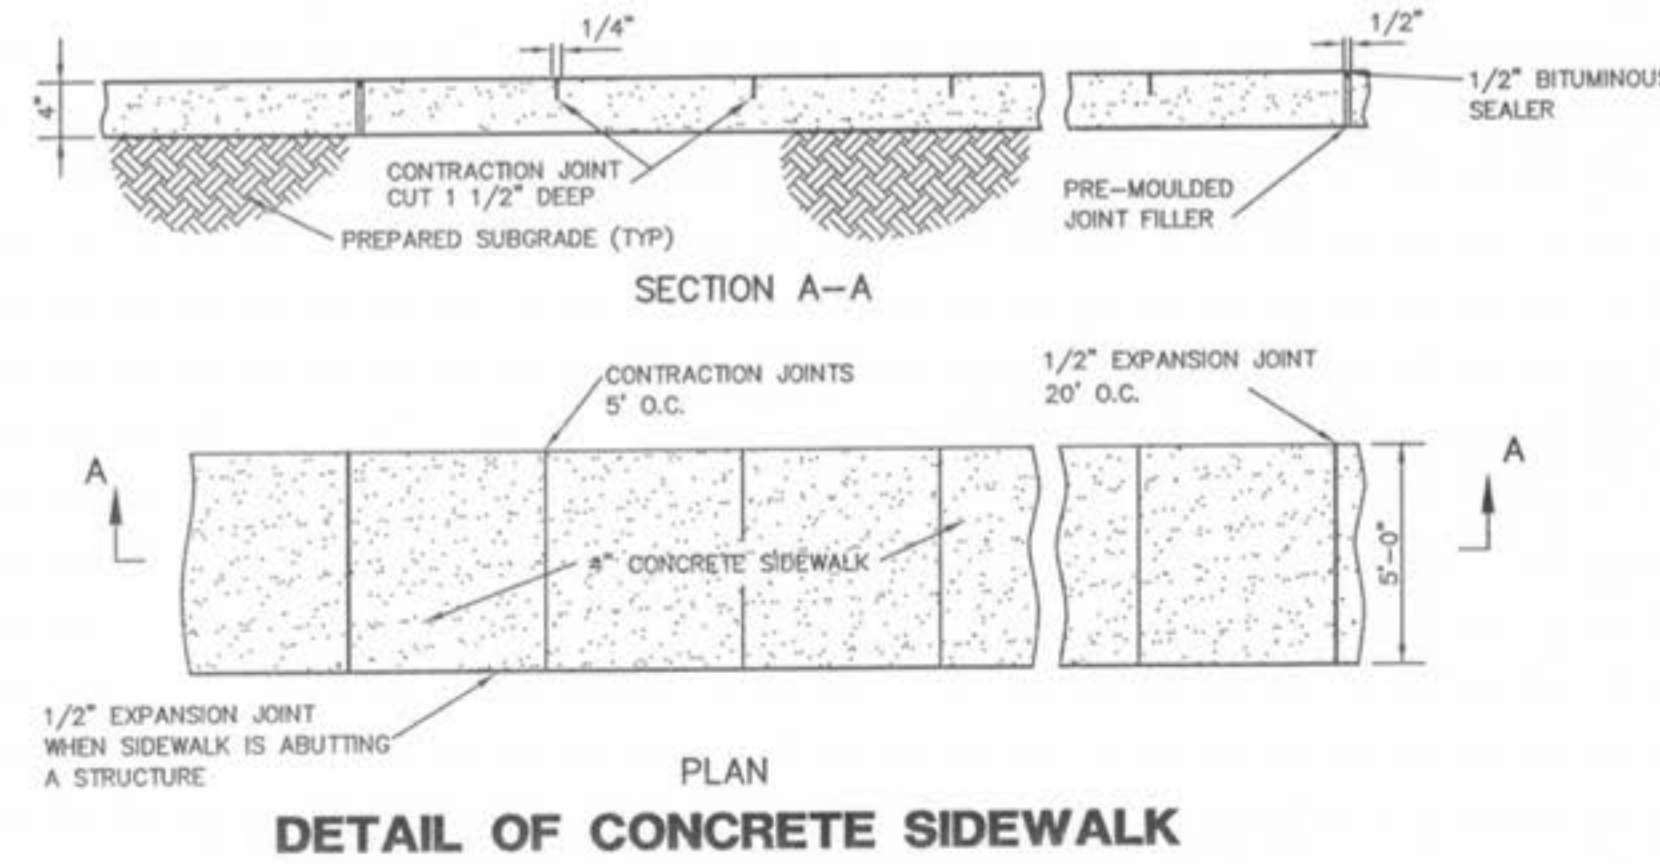 1/4"
1/2"
4"
1/2" BITUMINOUS
SEALER
CONTRACTION JOINT
CUT 1 1/2" DEEP
PRE-MOULDED
JOINT FILLER
PREPARED SUBGRADE (TYP)
SECTION A-A
CONTRACTION JOINTS
5' O.C.
1/2" EXPANSION JOINT
20' O.C.
A
A
4" CONCRETE SIDEWALK
5'-0"
1/2" EXPANSION JOINT
WHEN SIDEWALK IS ABUTTING
A STRUCTURE
PLAN
DETAIL OF CONCRETE SIDEWALK